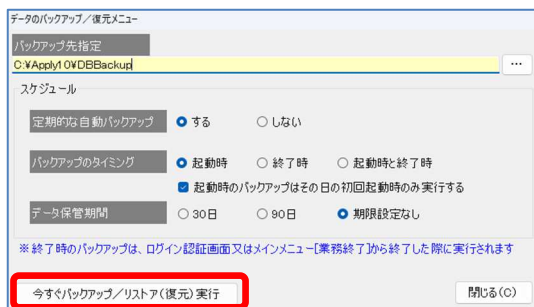 データのバックアップ／復元メニュー
バックアップ先指定
C:¥Apply10¥DBBackup
...
スケジュール
定期的な自動バックアップ する しない
バックアップのタイミング 起動時 終了時 起動時と終了時
起動時のバックアップはその日の初回起動時のみ実行する
データ保管期間 30日 90日 期限設定なし
※終了時のバックアップは、ログイン認証画面又はメインメニュー[業務終了]から終了した際に実行されます
今すぐバックアップ／リストア(復元)実行 閉じる(C)